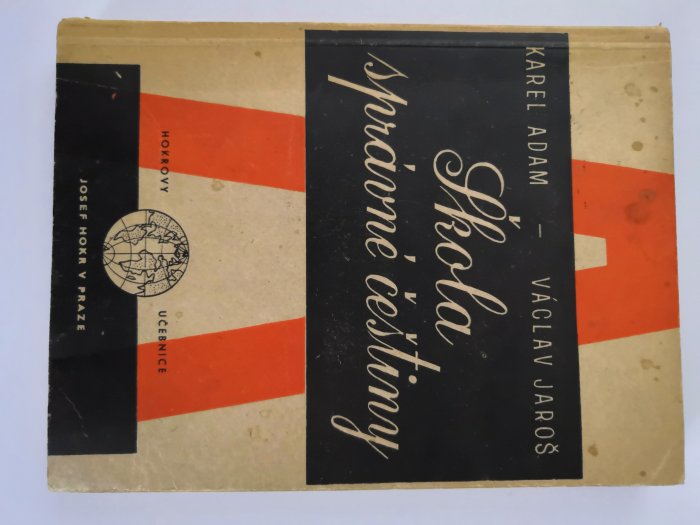 KAREL ADAM – VÁCLAV JAROŠ
Škola
správné češtiny
HOKROVY UČEBNICE
JOSEF HOKR V PRAZE